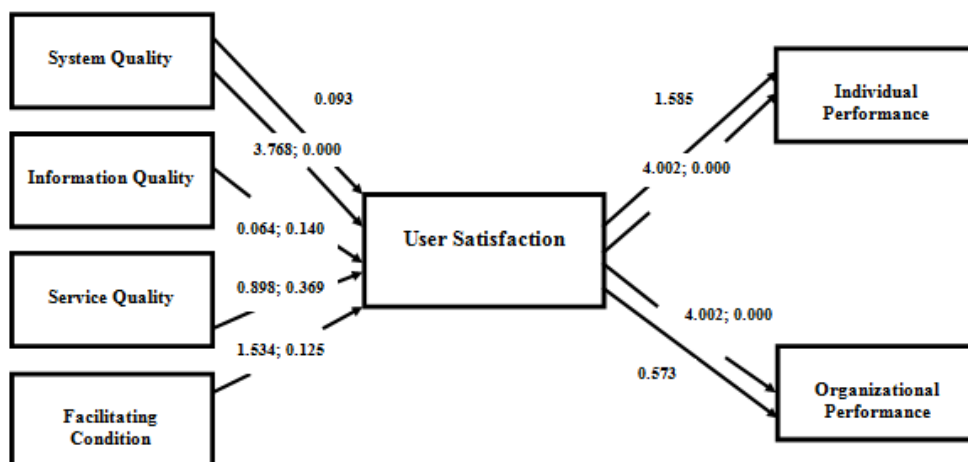 System Quality
0.093
1.585
Individual
Performance
3.768; 0.000
4.002; 0.000
Information Quality
User Satisfaction
0.064; 0.140
0.898; 0.369
Service Quality
4.002; 0.000
1.534; 0.125
0.573
Organizational
Performance
Facilitating
Condition